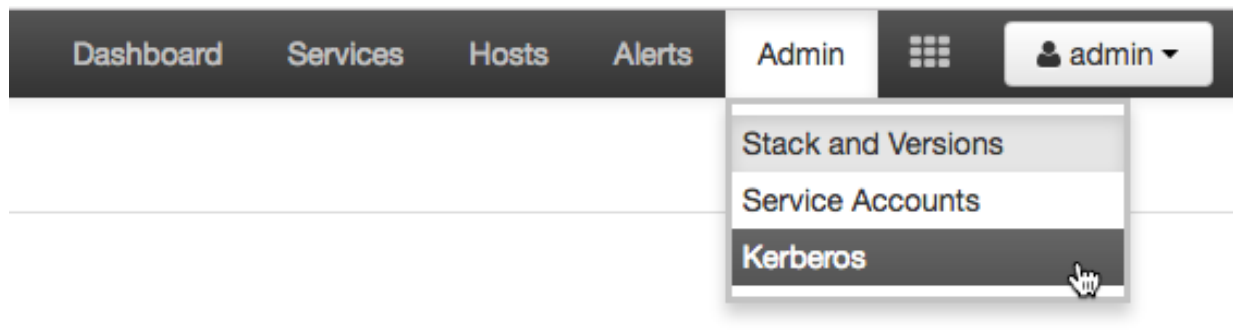 Dashboard Services Hosts Alerts Admin admin
Stack and Versions
Service Accounts
Kerberos